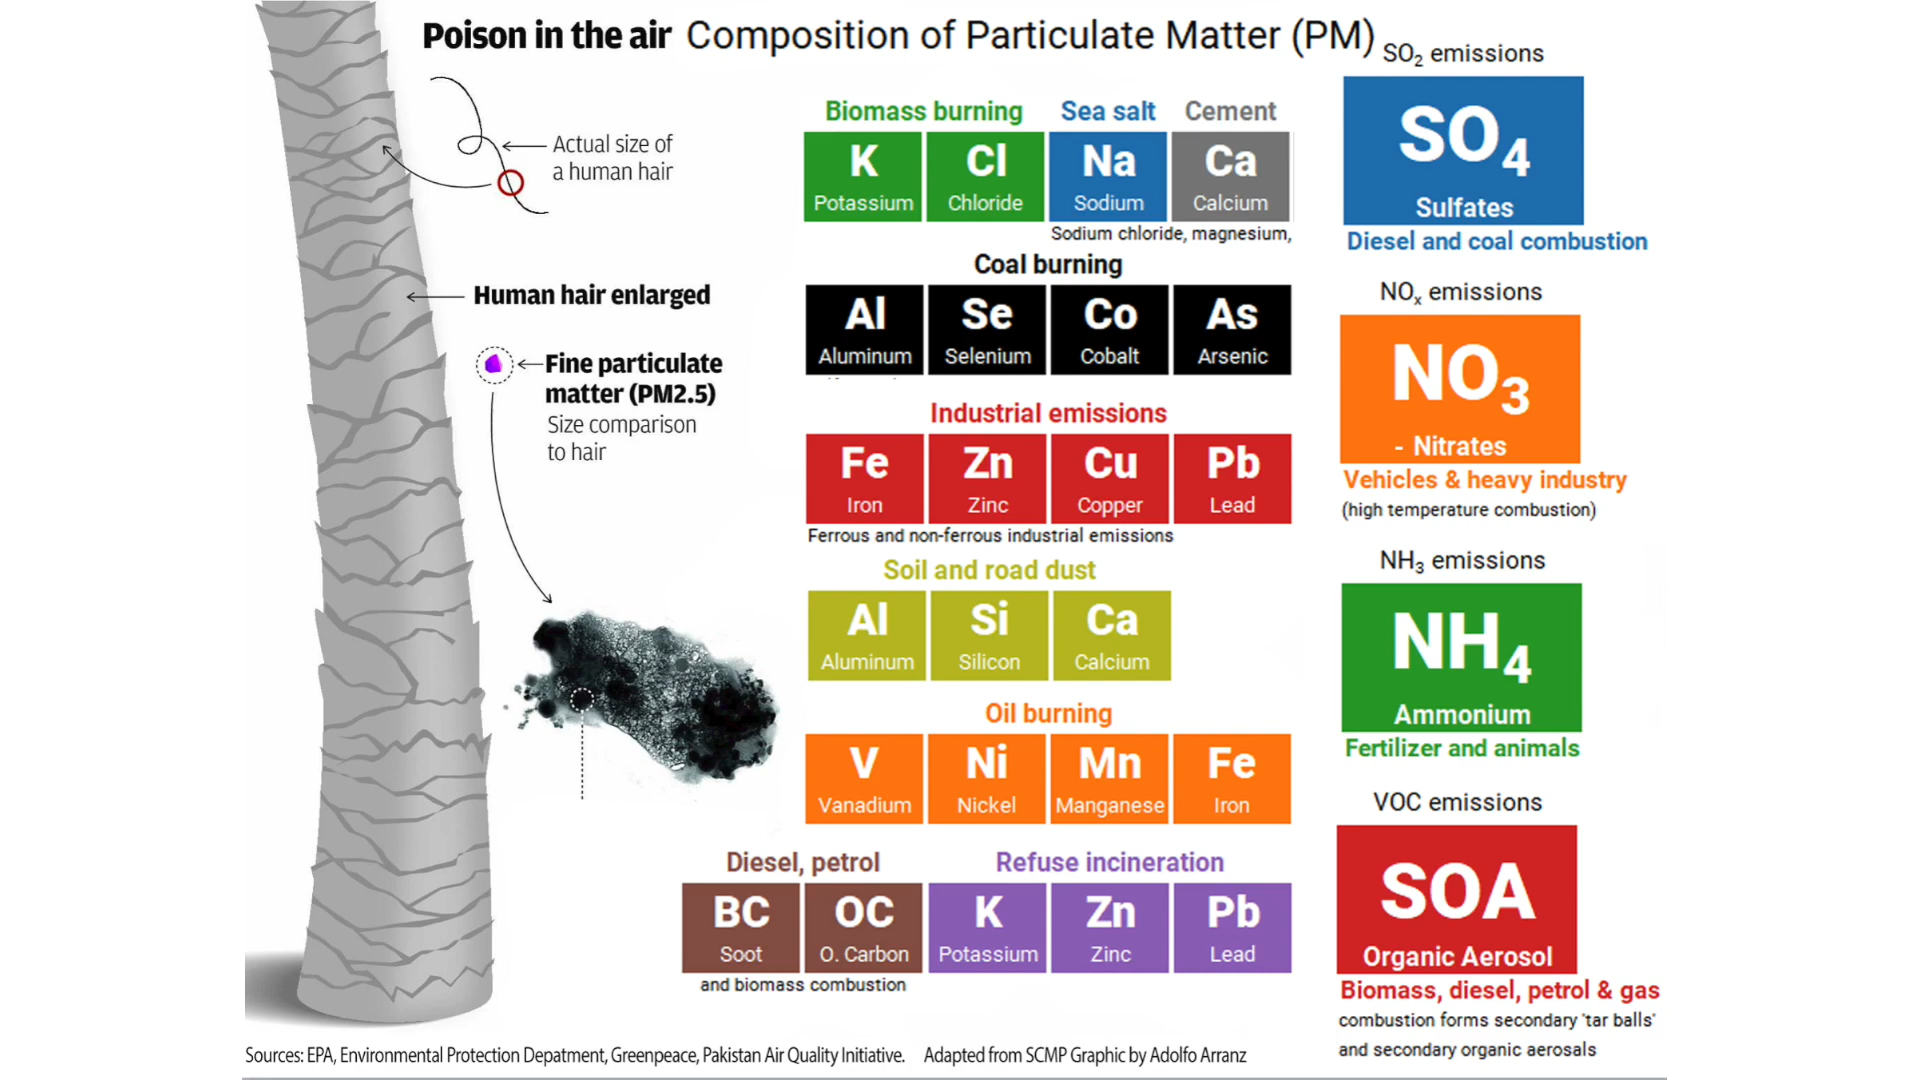 Poison in the air Composition of Particulate Matter (PM)
Actual size of
a human hair
Human hair enlarged
Fine particulate
matter (PM2.5)
Size comparison
to hair
Biomass burning
K
Potassium
Cl
Chloride
Sea salt
Na
Sodium
Cement
Ca
Calcium
Sodium chloride, magnesium,
Coal burning
Al
Aluminum
Se
Selenium
Co
Cobalt
As
Arsenic
Industrial emissions
Fe
Iron
Zn
Zinc
Cu
Copper
Pb
Lead
Ferrous and non-ferrous industrial emissions
Soil and road dust
Al
Aluminum
Si
Silicon
Ca
Calcium
Oil burning
V
Vanadium
Ni
Nickel
Mn
Manganese
Fe
Iron
Diesel, petrol
BC
Soot
OC
O. Carbon
and biomass combustion
Refuse incineration
K
Potassium
Zn
Zinc
Pb
Lead
SO₂ emissions
SO₄
Sulfates
Diesel and coal combustion
NOₓ emissions
NO₃
- Nitrates
Vehicles & heavy industry
(high temperature combustion)
NH₃ emissions
NH₄
Ammonium
Fertilizer and animals
VOC emissions
SOA
Organic Aerosol
Biomass, diesel, petrol & gas
combustion forms secondary 'tar balls'
and secondary organic aerosols
Sources: EPA, Environmental Protection Depatment, Greenpeace, Pakistan Air Quality Initiative. Adapted from SCMP Graphic by Adolfo Arranz